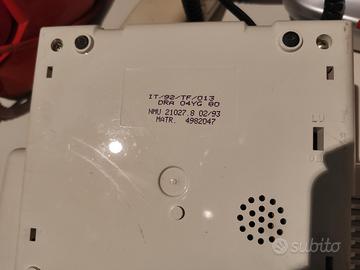 IT/92/TF/013
DRA 04YG 80
NMU 21027.8 02/93
MATR. 4982047
subito